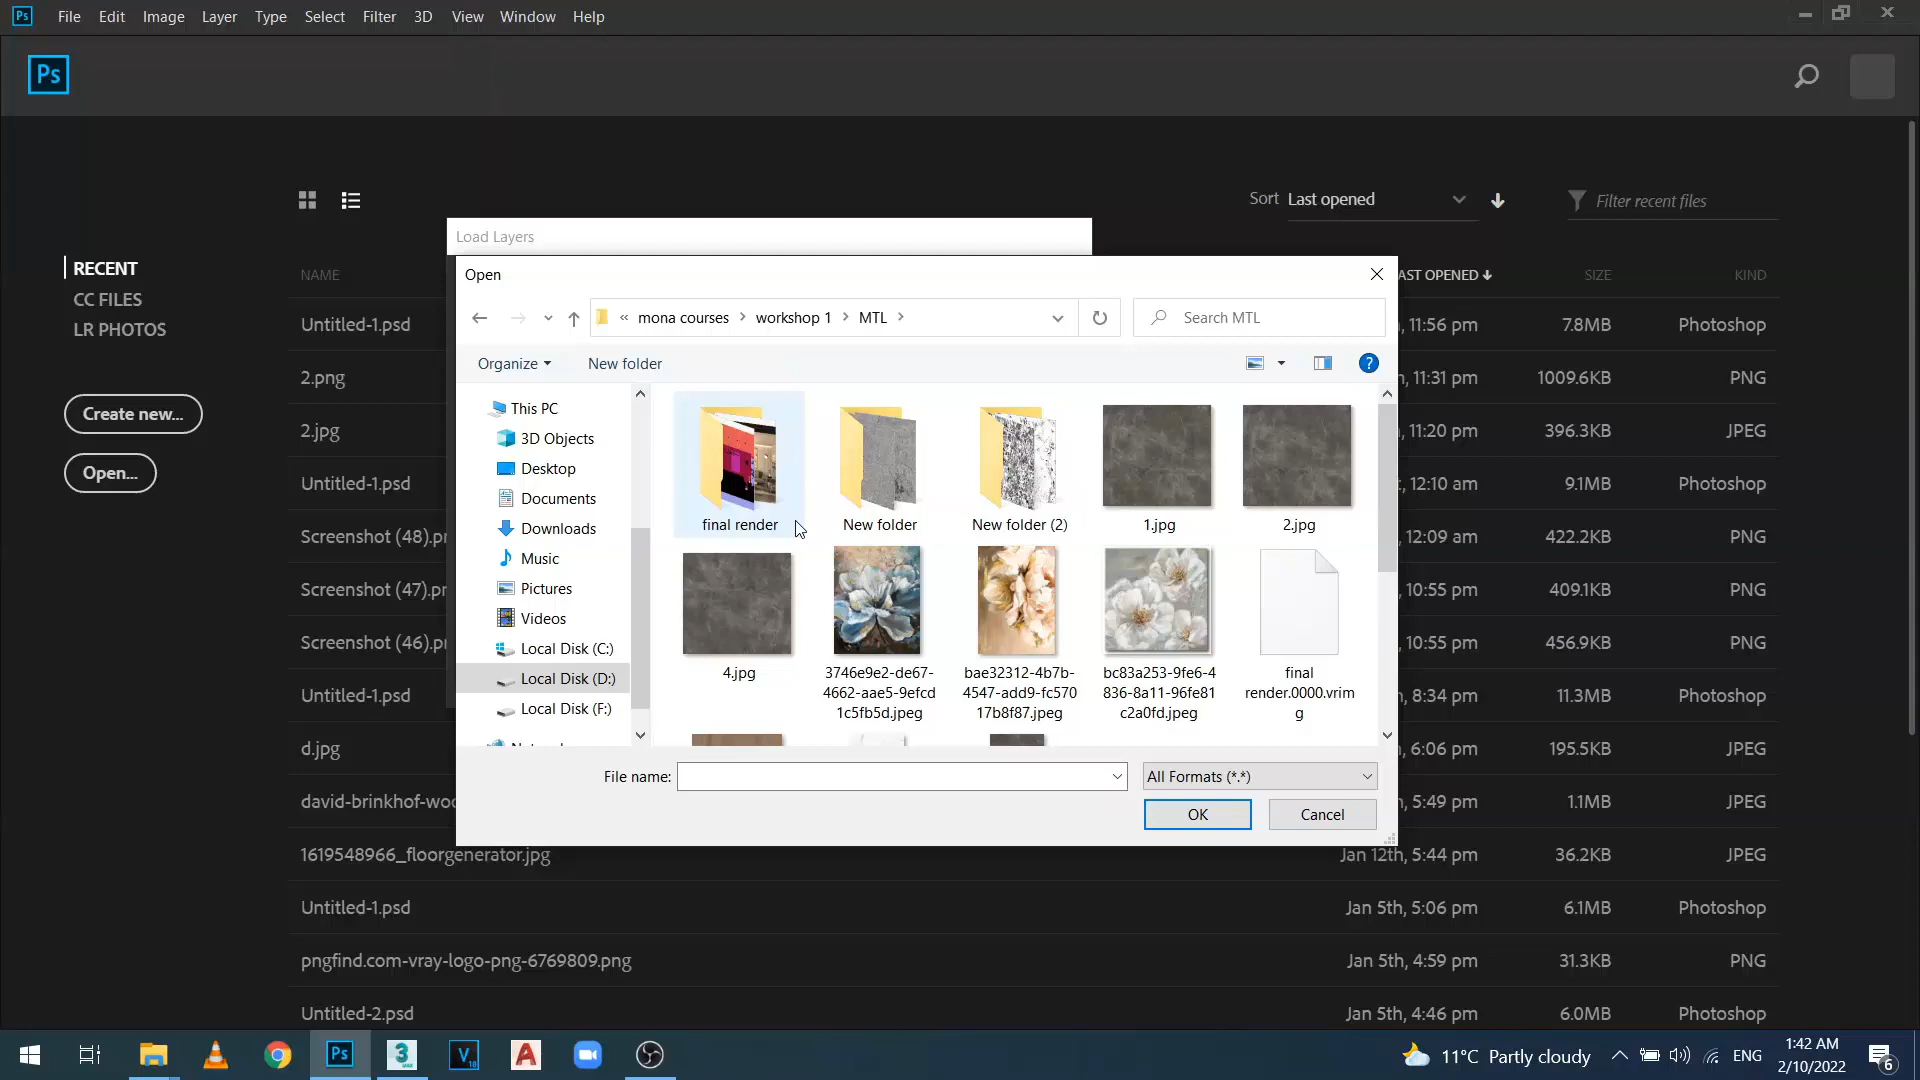 Ps File Edit Image Layer Type Select Filter 3D View Window Help
Ps
Sort Last opened Filter recent files
RECENT
CC FILES
LR PHOTOS
Create new...
Open...
NAME
AST OPENED SIZE KIND
Untitled-1.psd , 11:56 pm 7.8MB Photoshop
2.png , 11:31 pm 1009.6KB PNG
2.jpg , 11:20 pm 396.3KB JPEG
Untitled-1.psd , 12:10 am 9.1MB Photoshop
Screenshot (48).pr , 12:09 am 422.2KB PNG
Screenshot (47).pr , 10:55 pm 409.1KB PNG
Screenshot (46).pr , 10:55 pm 456.9KB PNG
Untitled-1.psd , 8:34 pm 11.3MB Photoshop
d.jpg , 6:06 pm 195.5KB JPEG
david-brinkhof-woo , 5:49 pm 1.1MB JPEG
1619548966_floorgenerator.jpg Jan 12th, 5:44 pm 36.2KB JPEG
Untitled-1.psd Jan 5th, 5:06 pm 6.1MB Photoshop
pngfind.com-vray-logo-png-6769809.png Jan 5th, 4:59 pm 31.3KB PNG
Untitled-2.psd Jan 5th, 4:46 pm 6.0MB Photoshop
Load Layers
Open
« mona courses > workshop 1 > MTL > Search MTL
Organize New folder ?
This PC
3D Objects
Desktop
Documents
Downloads
Music
Pictures
Videos
Local Disk (C:)
Local Disk (D:)
Local Disk (F:)
final render New folder New folder (2) 1.jpg 2.jpg
4.jpg
3746e9e2-de67-
4662-aae5-9efcd
1c5fb5d.jpeg
bae32312-4b7b-
4547-add9-fc570
17b8f87.jpeg
bc83a253-9fe6-4
836-8a11-96fe81
c2a0fd.jpeg
final
render.0000.vrim
g
File name: All Formats (*.*)
OK Cancel
Ps 3 MAX V 18 A 11°C Partly cloudy ENG 1:42 AM
2/10/2022 6